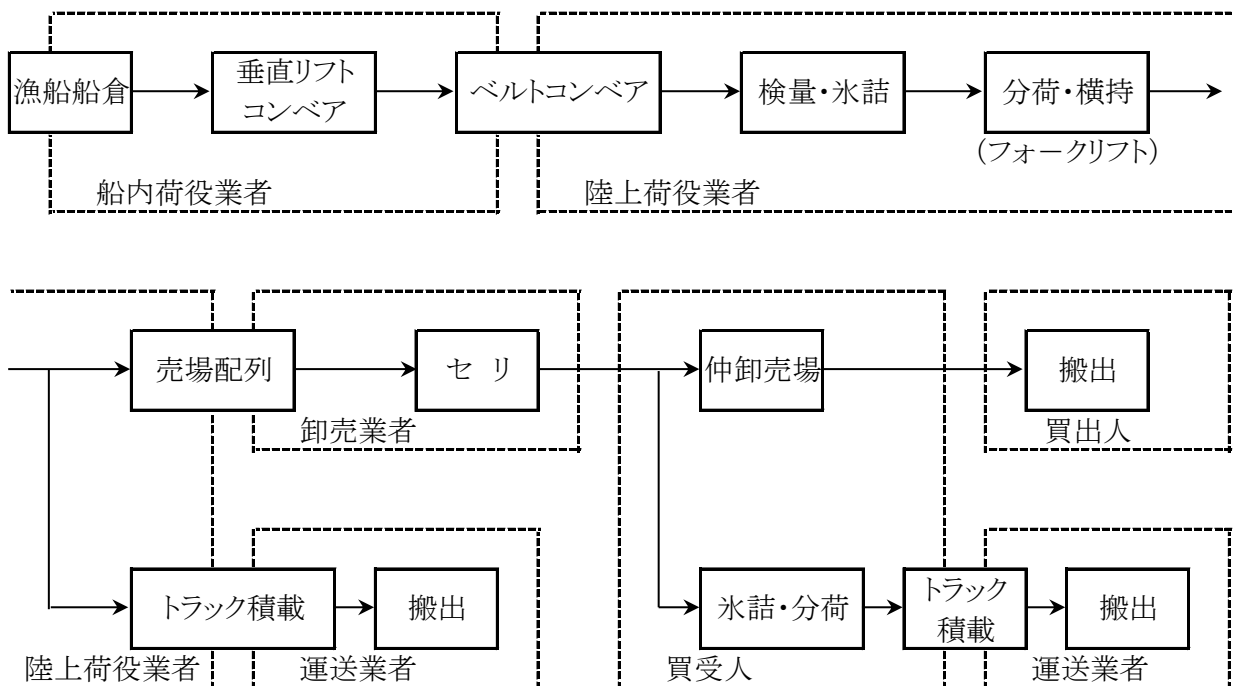 漁船船倉
垂直リフト
コンベア
ベルトコンベア
検量・氷詰
分荷・横持
(フォークリフト)
船内荷役業者
陸上荷役業者
売場配列
セ リ
仲卸売場
搬出
卸売業者
買出人
トラック積載
搬出
氷詰・分荷
トラック
積載
搬出
陸上荷役業者
運送業者
買受人
運送業者